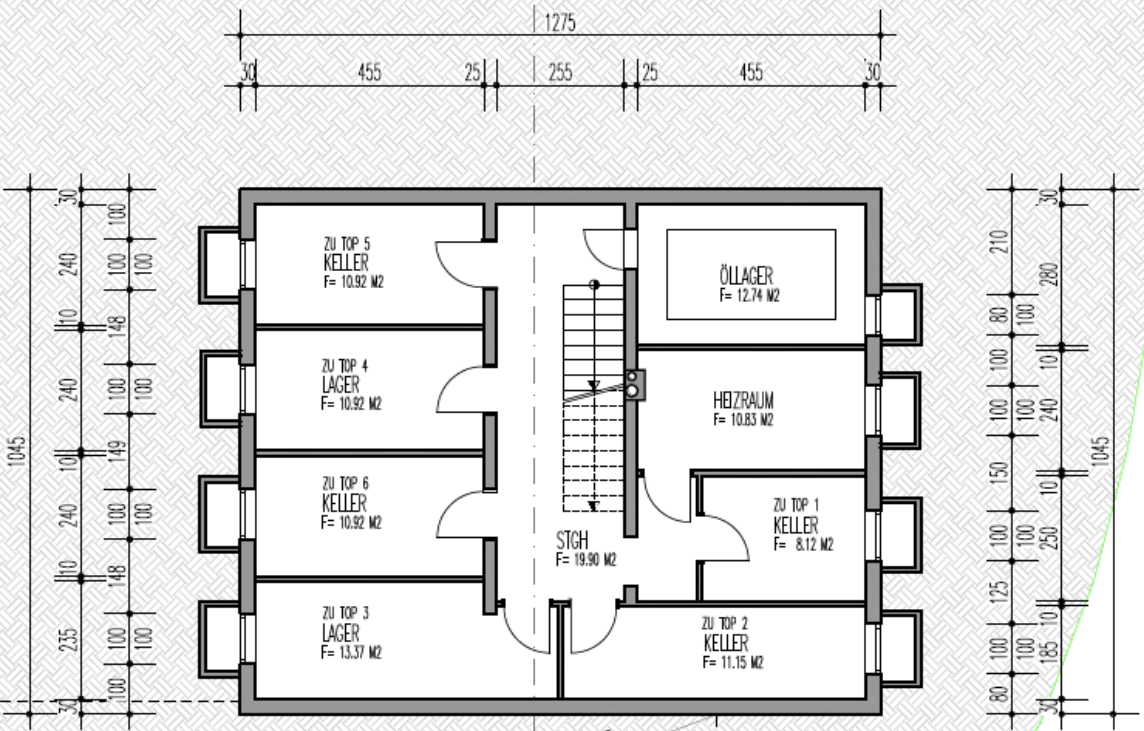 1275
30 455 25 255 25 455 30
ZU TOP 5
KELLER
F= 10.92 M2
ÖLLAGER
F= 12.74 M2
ZU TOP 4
LAGER
F= 10.92 M2
HEIZRAUM
F= 10.83 M2
ZU TOP 6
KELLER
F= 10.92 M2
ZU TOP 1
KELLER
F= 8.12 M2
STGH
F= 19.90 M2
ZU TOP 3
LAGER
F= 13.37 M2
ZU TOP 2
KELLER
F= 11.15 M2
1045
30
240
10
240
10
240
10
235
30
100
100 100
148
100 100
149
100 100
148
100 100
100
210
80 100
100
100 100
150
100 100
125
100 100
80
30
280
10
240
10
250
10
185
30
1045